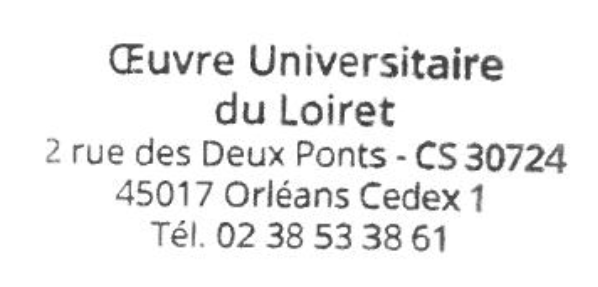 Œuvre Universitaire
du Loiret
2 rue des Deux Ponts - CS 30724
45017 Orléans Cedex 1
Tél. 02 38 53 38 61